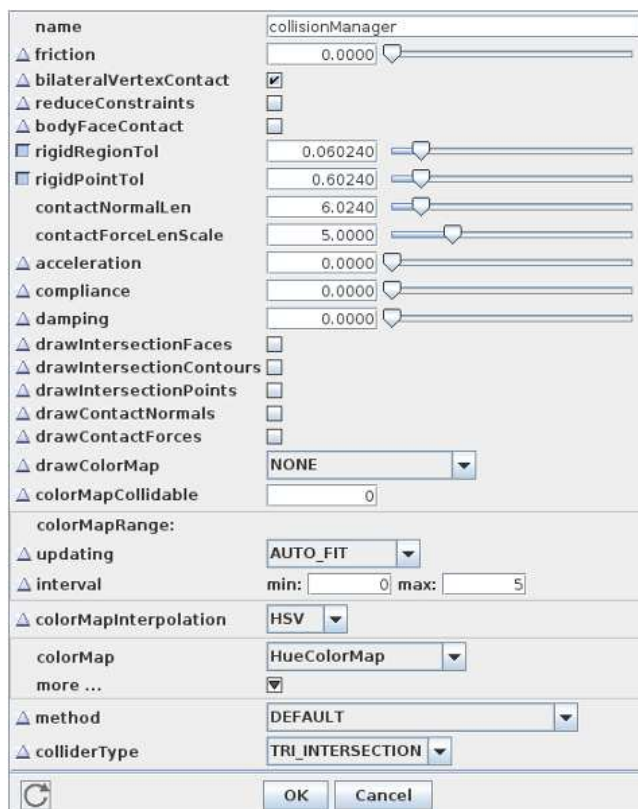 name collisionManager
friction 0.0000
bilateralVertexContact
reduceConstraints
bodyFaceContact
rigidRegionTol 0.060240
rigidPointTol 0.60240
contactNormalLen 6.0240
contactForceLenScale 5.0000
acceleration 0.0000
compliance 0.0000
damping 0.0000
drawIntersectionFaces
drawIntersectionContours
drawIntersectionPoints
drawContactNormals
drawContactForces
drawColorMap NONE
colorMapCollidable 0
colorMapRange:
updating AUTO_FIT
interval min: 0 max: 5
colorMapInterpolation HSV
colorMap HueColorMap
more ...
method DEFAULT
colliderType TRI_INTERSECTION
OK Cancel